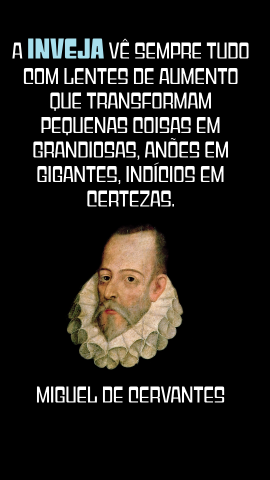 A INVEJA VÊ SEMPRE TUDO
COM LENTES DE AUMENTO
QUE TRANSFORMAM
PEQUENAS COISAS EM
GRANDIOSAS, ANÕES EM
GIGANTES, INDÍCIOS EM
CERTEZAS.
MIGUEL DE CERVANTES